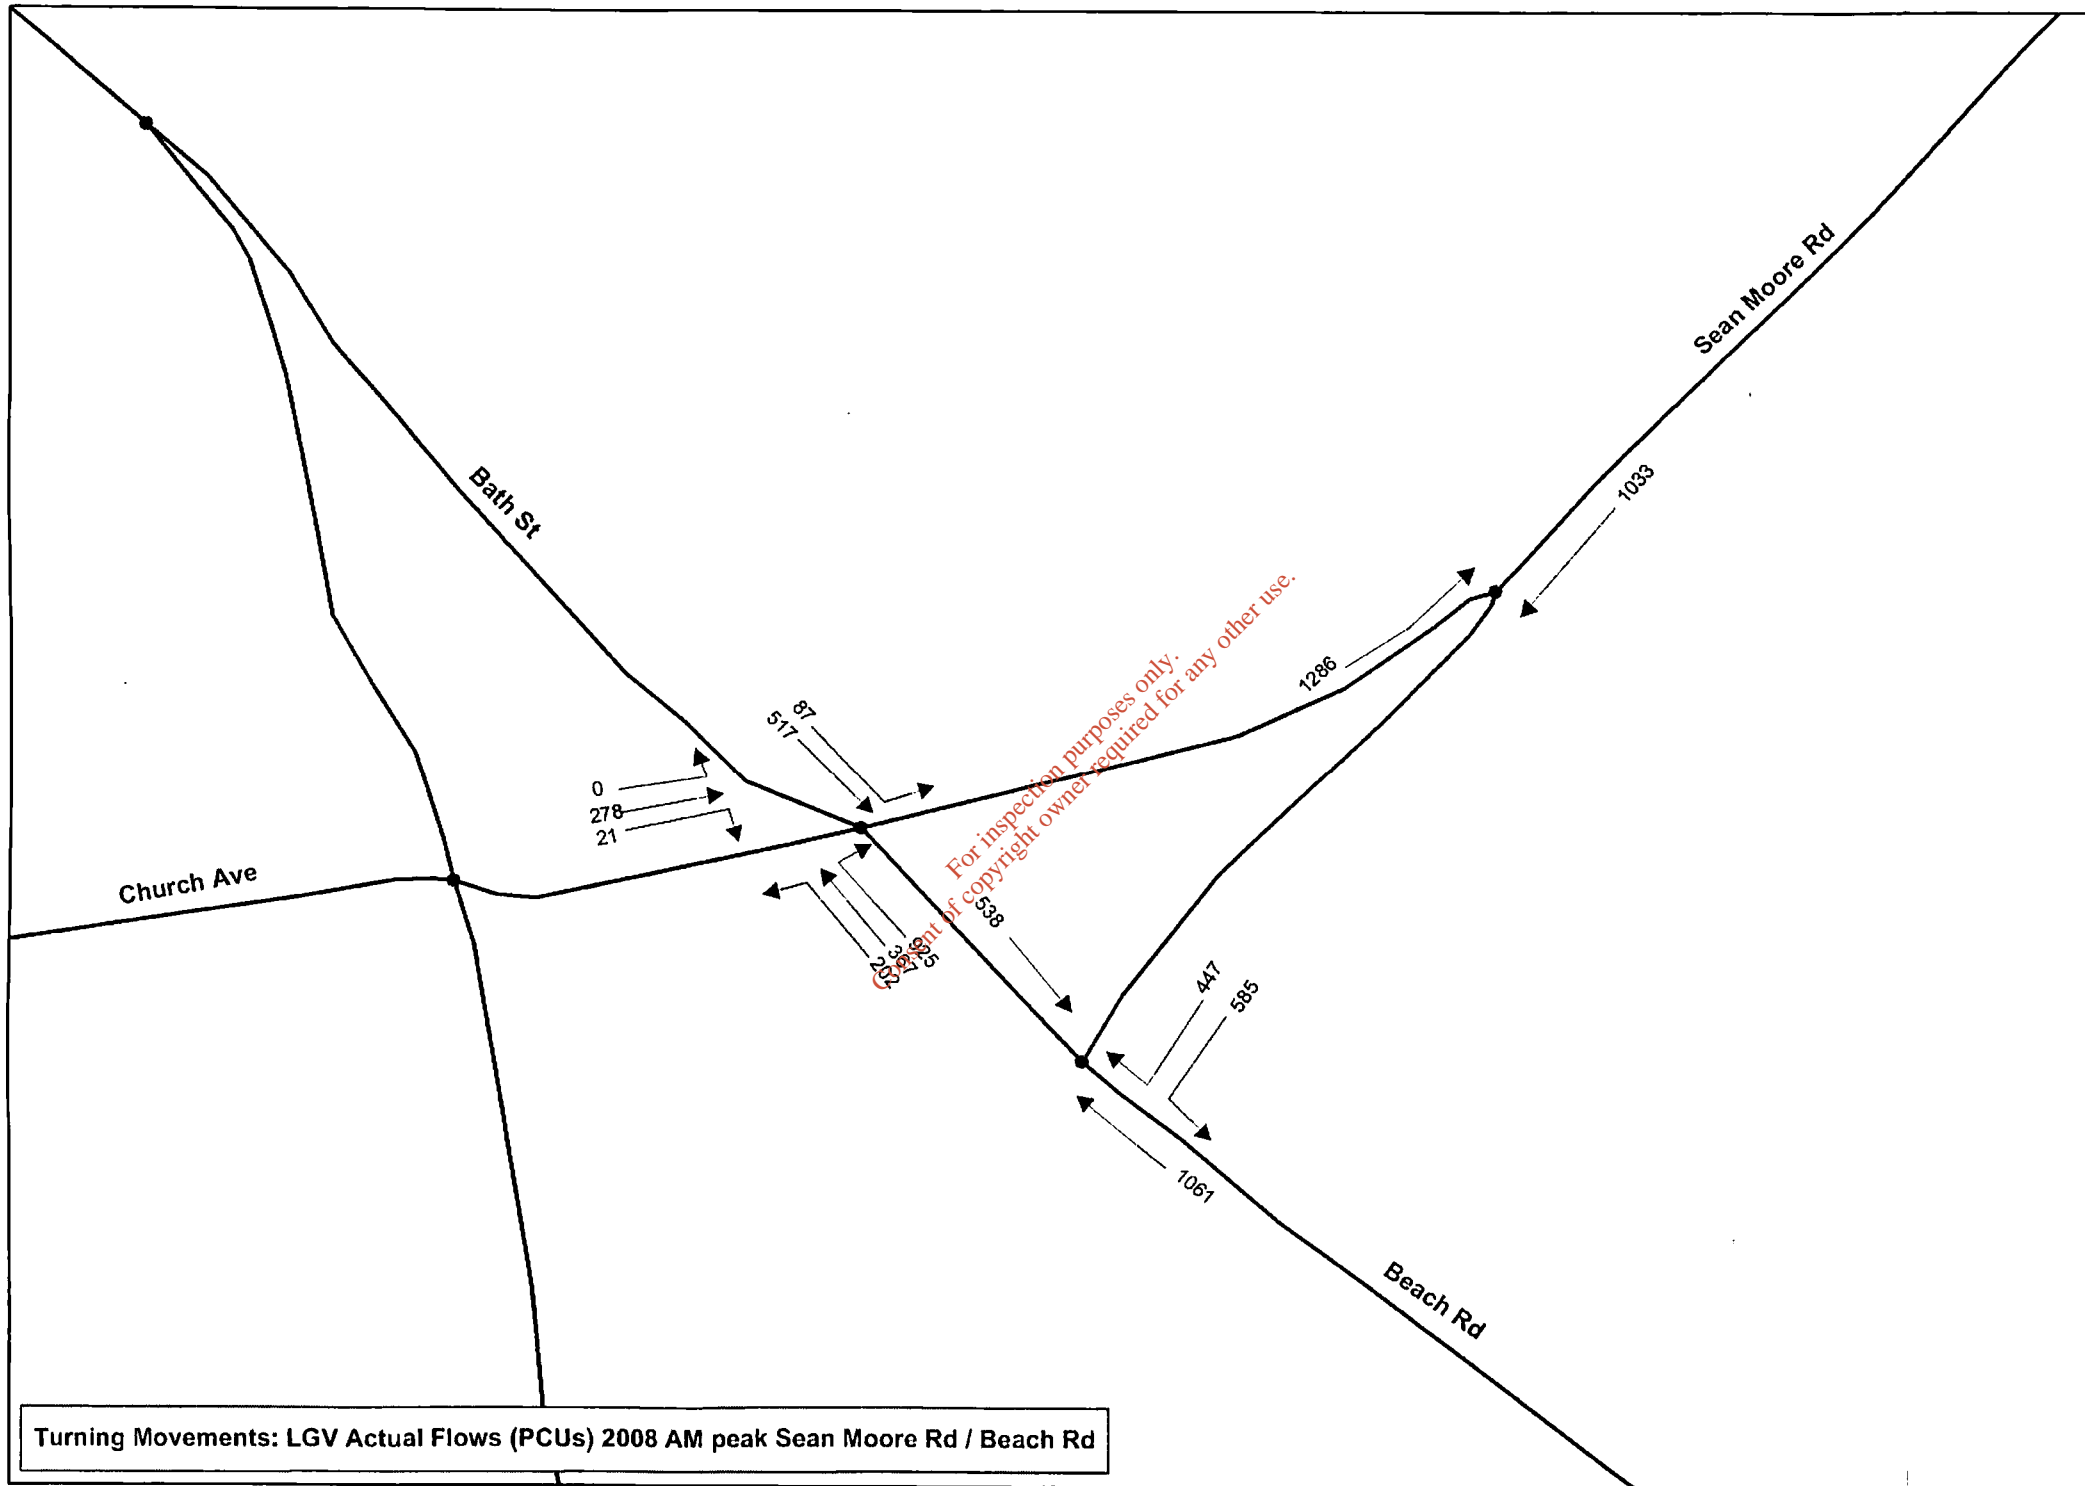 Sean Moore Rd
Bath St
1033
For inspection purposes only.
Consent of copyright owner required for any other use.
1286
87
517
0
278
21
Church Ave
538
925
202
447
585
1061
Beach Rd
Turning Movements: LGV Actual Flows (PCUs) 2008 AM peak Sean Moore Rd / Beach Rd